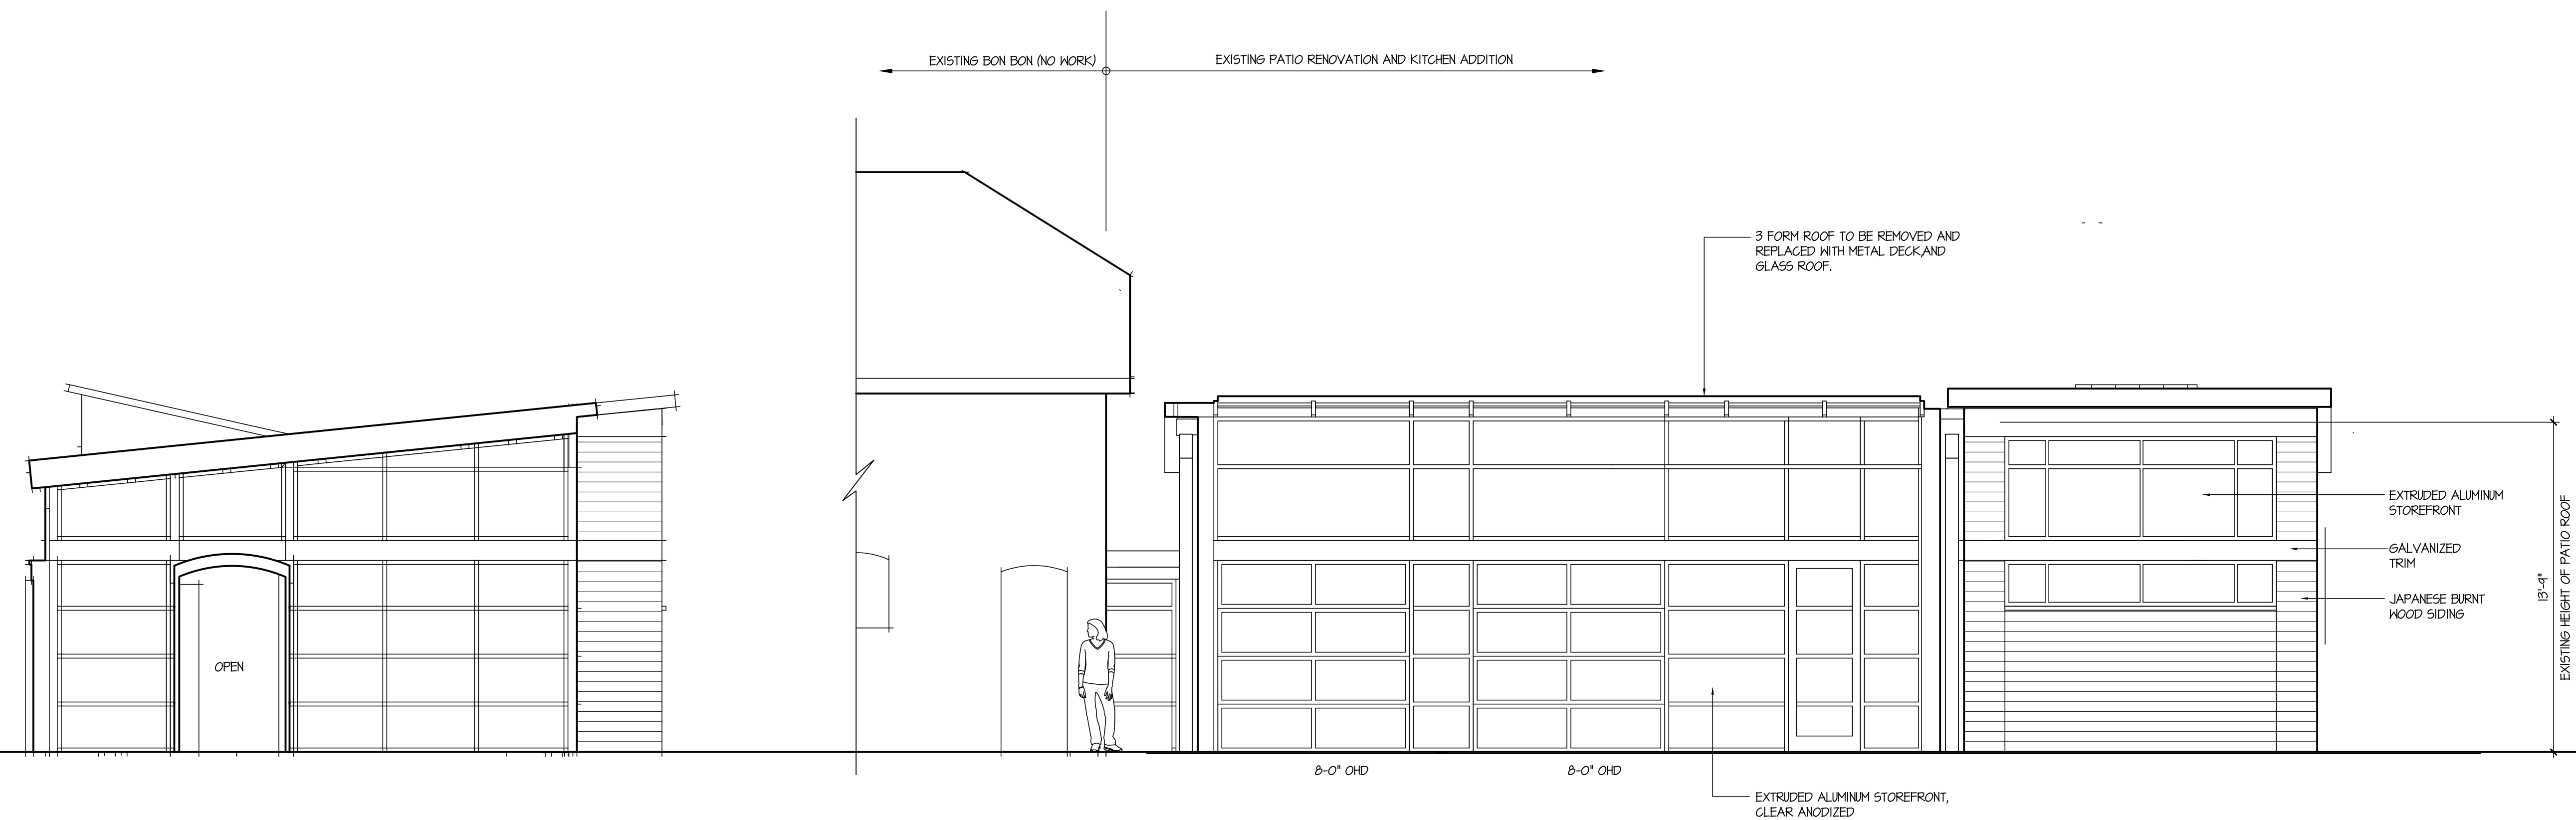 EXISTING BON BON (NO WORK)
EXISTING PATIO RENOVATION AND KITCHEN ADDITION
3 FORM ROOF TO BE REMOVED AND
REPLACED WITH METAL DECK,AND
GLASS ROOF.
EXTRUDED ALUMINUM
STOREFRONT
GALVANIZED
TRIM
JAPANESE BURNT
WOOD SIDING
13'-9"
EXISTING HEIGHT OF PATIO ROOF
OPEN
8-0" OHD
8-0" OHD
EXTRUDED ALUMINUM STOREFRONT,
CLEAR ANODIZED